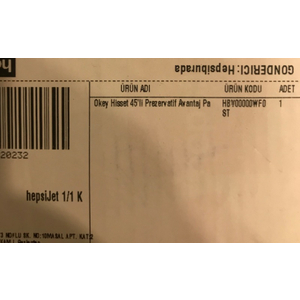 GÖNDERİCİ: Hepsiburada
ÜRÜN ADI ÜRÜN KODU ADET
Okey Hisset 45'li Prezervatif Avantaj Pa HBV00000WF0 1
ST
20232
hepsiJet 1/1 K